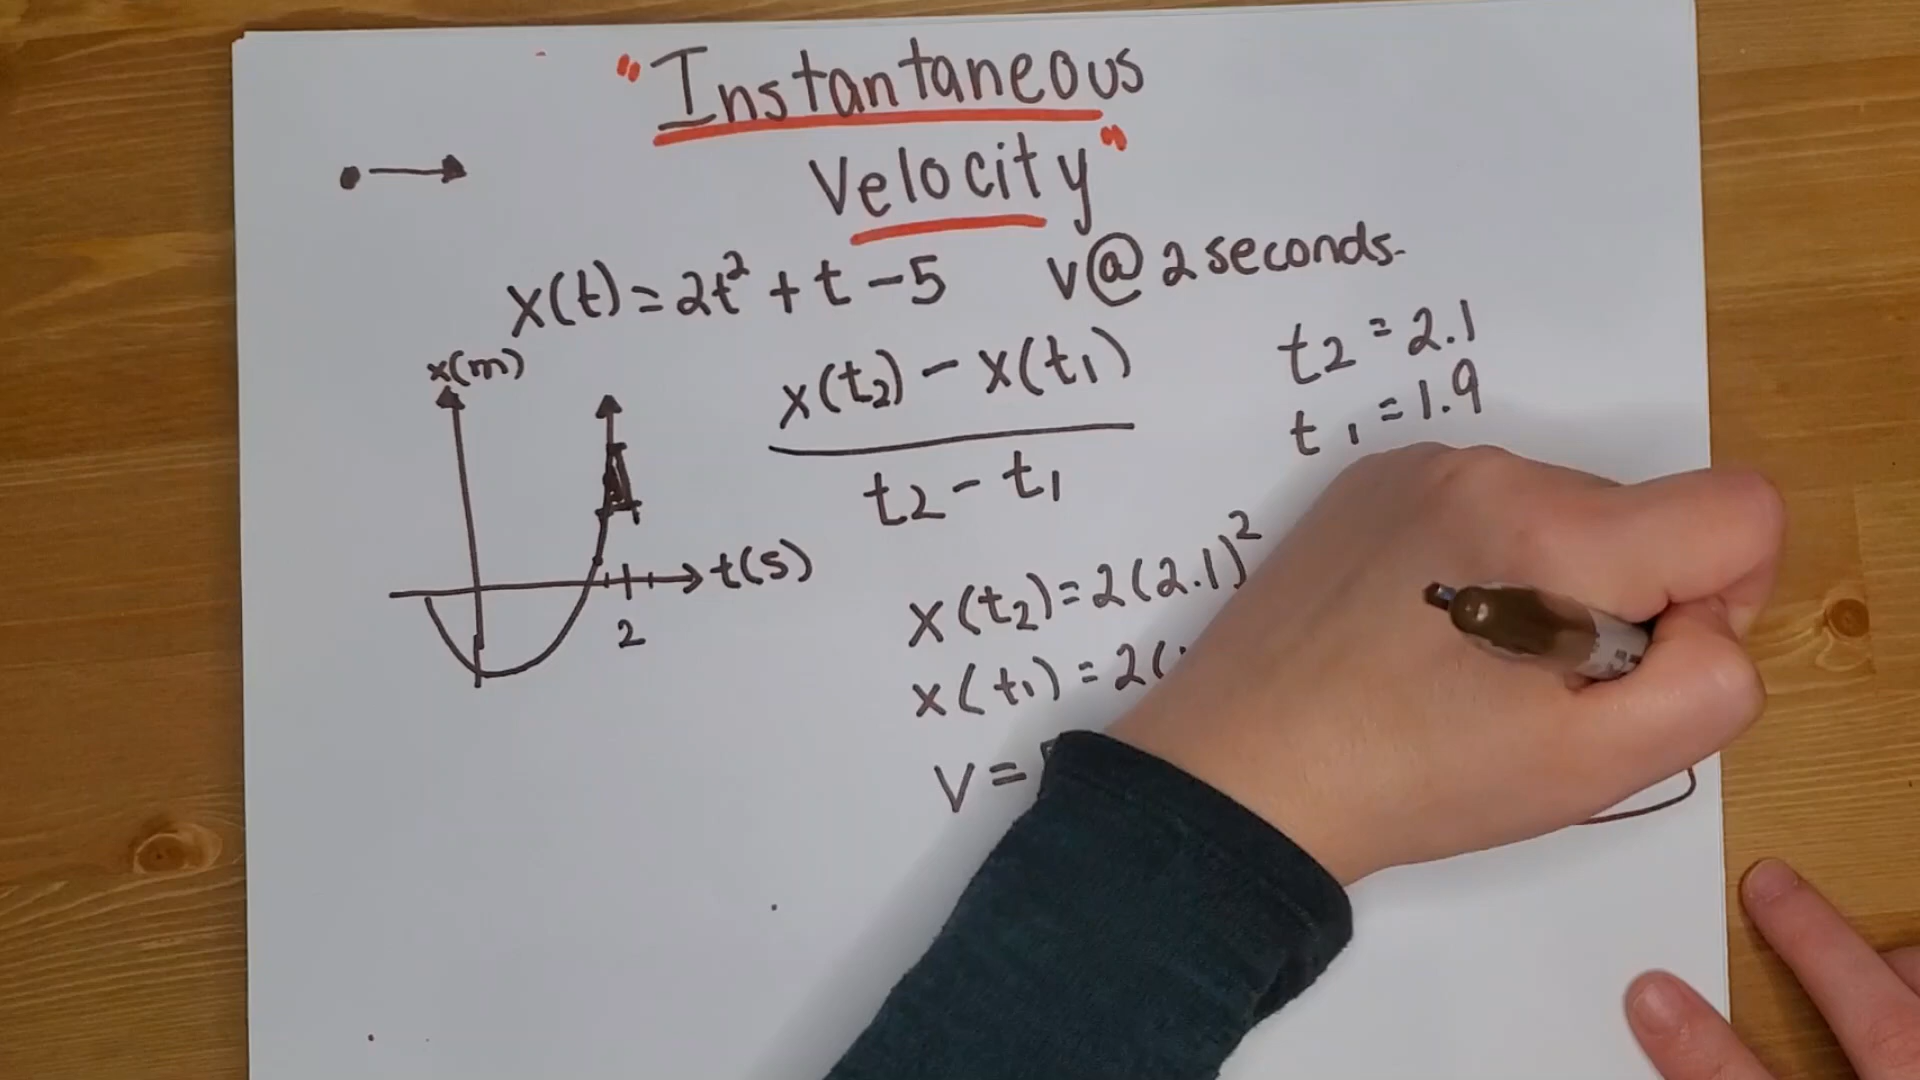 "Instantaneous
Velocity"
x(t) = 2t² + t - 5
v@ 2 seconds.
x(m)
t(s)
2
x(t₂) - x(t₁)
t₂ - t₁
t₂ = 2.1
t₁ = 1.9
x(t₂) = 2(2.1)²
x(t₁) = 2(
v =